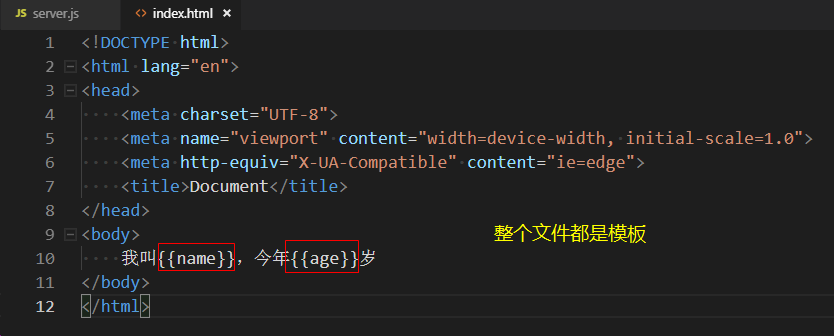 JS server.js <> index.html ×
1 <!DOCTYPE html>
2 <html lang="en">
3 <head>
4 <meta charset="UTF-8">
5 <meta name="viewport" content="width=device-width, initial-scale=1.0">
6 <meta http-equiv="X-UA-Compatible" content="ie=edge">
7 <title>Document</title>
8 </head>
9 <body>
整个文件都是模板
10 我叫{{name}}，今年{{age}}岁
11 </body>
12 </html>